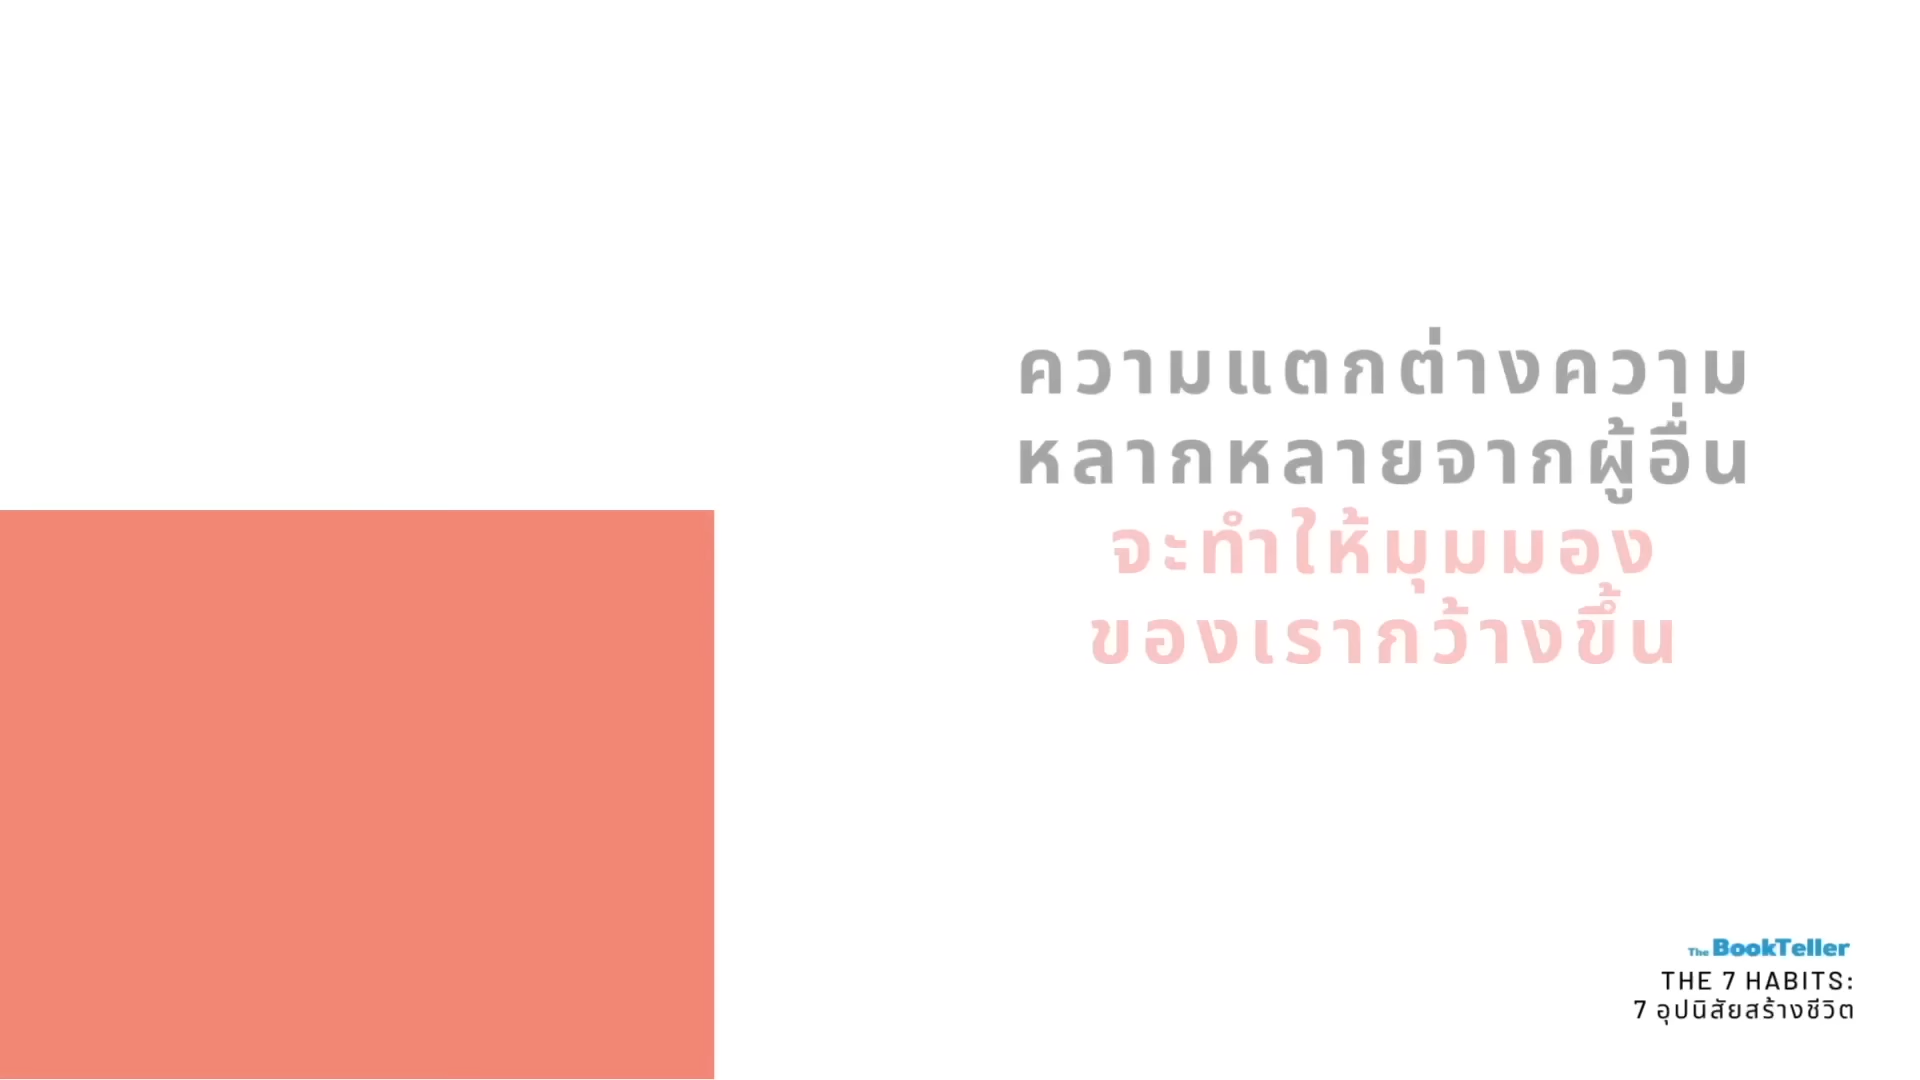 ความแตกต่างความ
หลากหลายจากผู้อื่น
จะทำให้มุมมอง
ของเรากว้างขึ้น
The BookTeller
THE 7 HABITS:
7 อุปนิสัยสร้างชีวิต